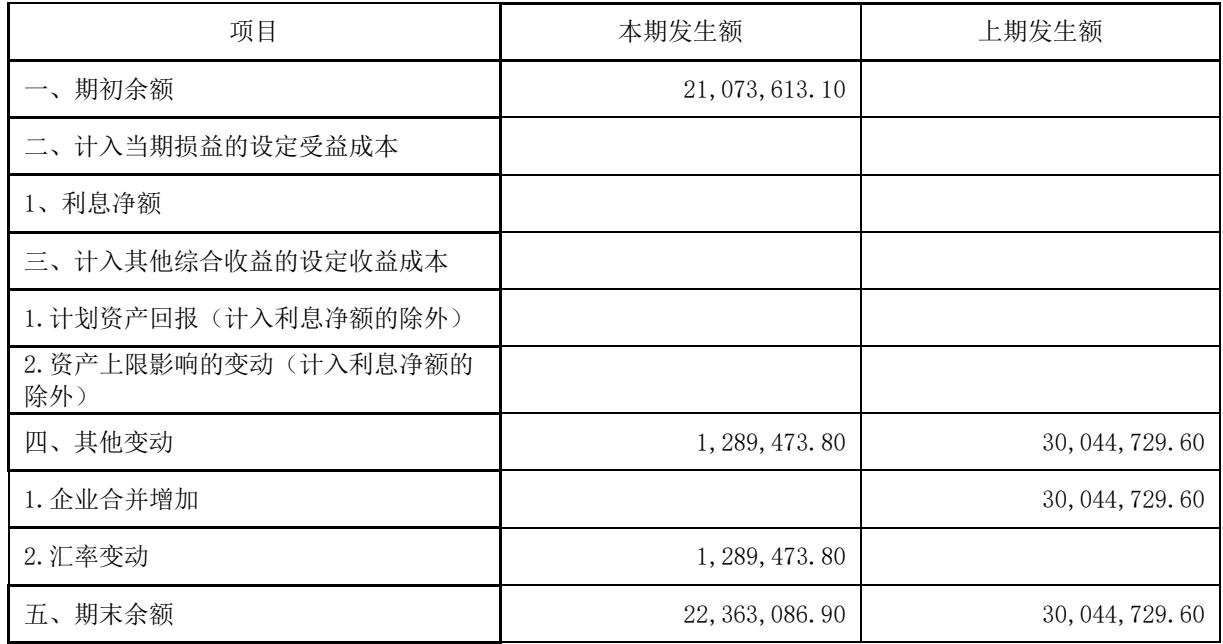 项目 本期发生额 上期发生额
一、期初余额 21,073,613.10
二、计入当期损益的设定受益成本
1、利息净额
三、计入其他综合收益的设定收益成本
1.计划资产回报（计入利息净额的除外）
2.资产上限影响的变动（计入利息净额的
除外）
四、其他变动 1,289,473.80 30,044,729.60
1.企业合并增加 30,044,729.60
2.汇率变动 1,289,473.80
五、期末余额 22,363,086.90 30,044,729.60